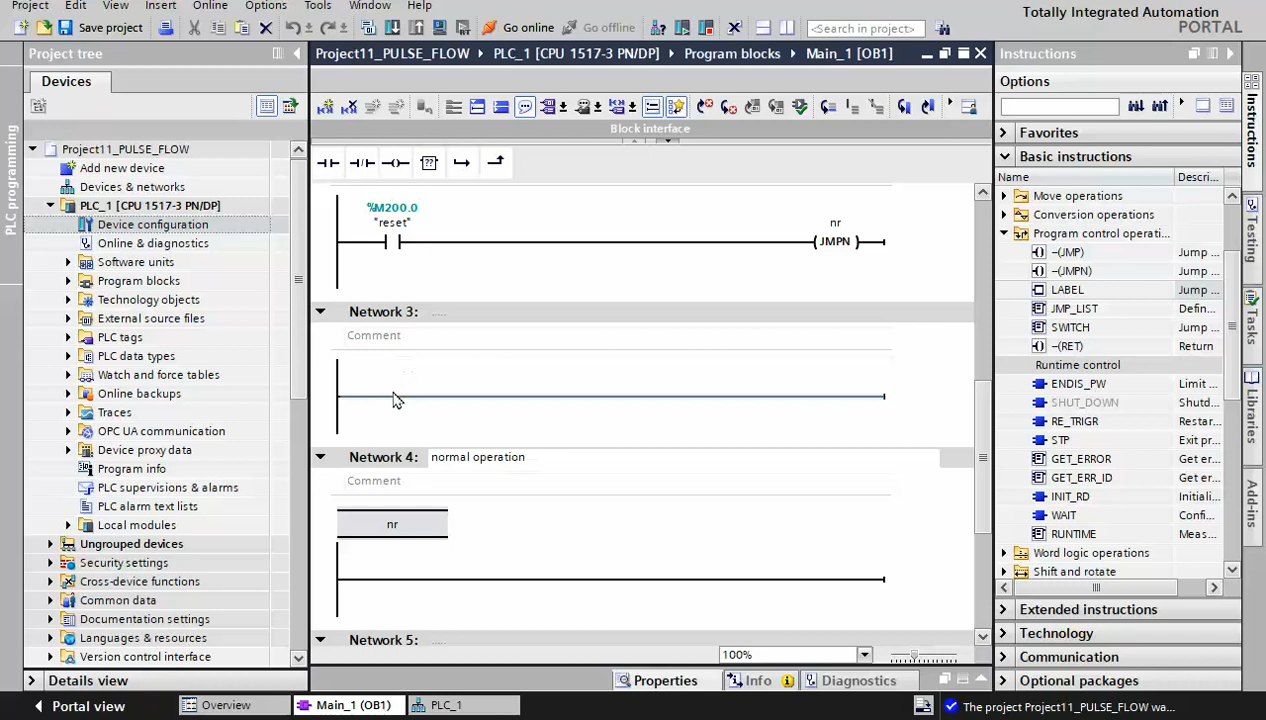 Project Edit View Insert Online Options Tools Window Help
Totally Integrated Automation
PORTAL
Save project
Go online
Go offline
<Search in project>
Project tree
Devices
Project11_PULSE_FLOW
Add new device
Devices & networks
PLC_1 [CPU 1517-3 PN/DP]
Device configuration
Online & diagnostics
Software units
Program blocks
Technology objects
External source files
PLC tags
PLC data types
Watch and force tables
Online backups
Traces
OPC UA communication
Device proxy data
Program info
PLC supervisions & alarms
PLC alarm text lists
Local modules
Ungrouped devices
Security settings
Cross-device functions
Common data
Documentation settings
Languages & resources
Version control interface
Details view
PLC programming
Project11_PULSE_FLOW PLC_1 [CPU 1517-3 PN/DP] Program blocks Main_1 [OB1]
Block interface
??
%M200.0
"reset"
nr
JMPN
Network 3: .....
Comment
Network 4: normal operation
Comment
nr
Network 5: .....
100%
Properties
Info
Diagnostics
Instructions
Options
Favorites
Basic instructions
Name Descri...
Move operations
Conversion operations
Program control operati...
–(JMP) Jump ...
–(JMPN) Jump ...
LABEL Jump ...
JMP_LIST Defin...
SWITCH Jump ...
–(RET) Return
Runtime control
ENDIS_PW Limit ...
SHUT_DOWN Shutd...
RE_TRIGR Restar...
STP Exit pr...
GET_ERROR Get er...
GET_ERR_ID Get er...
INIT_RD Initiali...
WAIT Confi...
RUNTIME Meas...
Word logic operations
Shift and rotate
Extended instructions
Technology
Communication
Optional packages
Instructions
Testing
Tasks
Libraries
Add-ins
Portal view
Overview
Main_1 (OB1)
PLC_1
The project Project11_PULSE_FLOW wa...